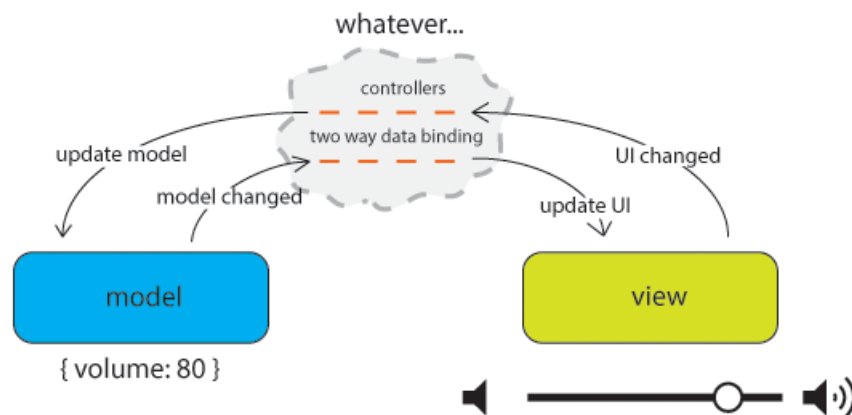 whatever...
controllers
two way data binding
update model
UI changed
model changed
update UI
model
view
{ volume: 80 }